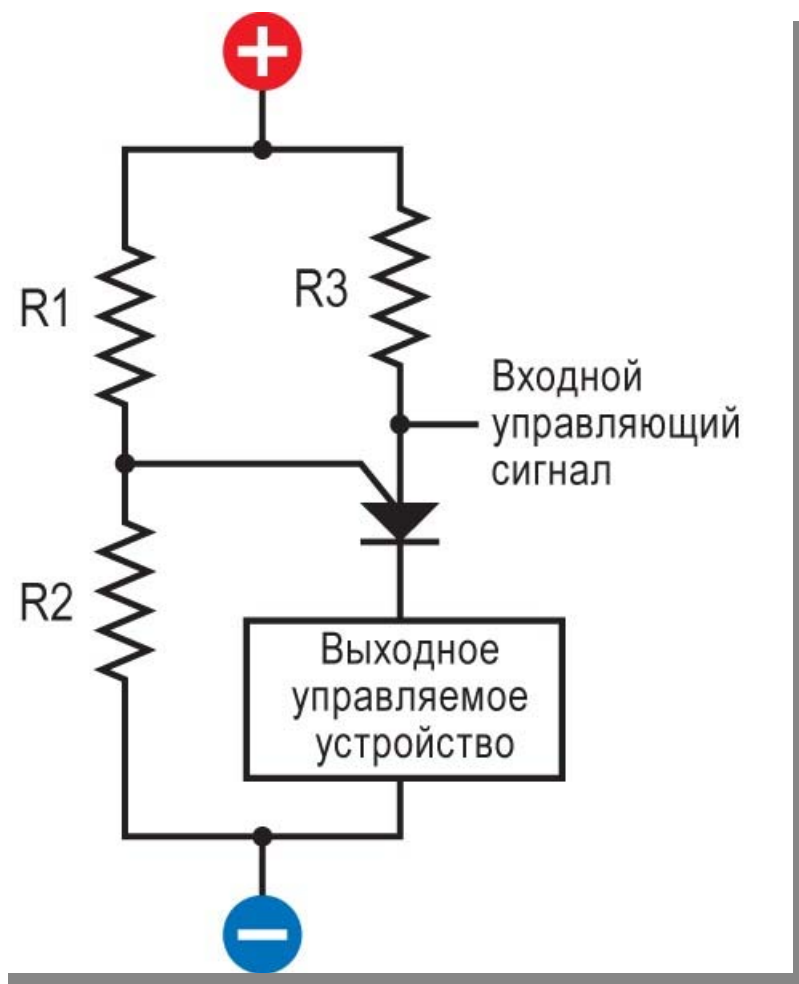 +
R1
R3
Входной
управляющий
сигнал
R2
Выходное
управляемое
устройство
−